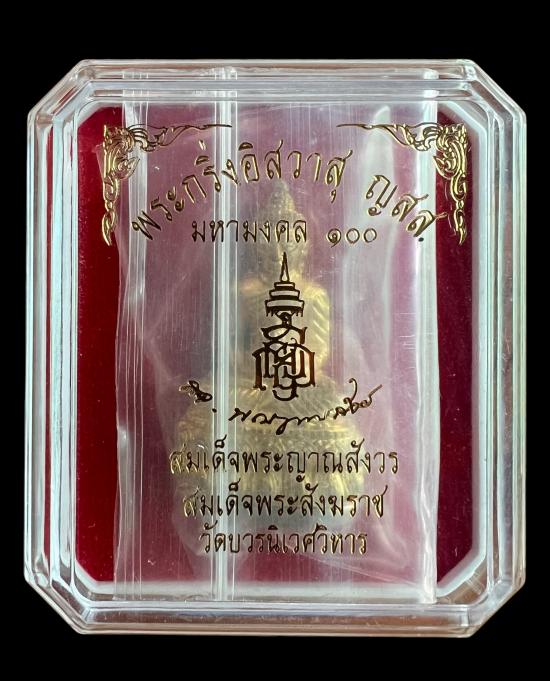 พระกริ่งอิสวาสุ ญสส.
มหามงคล ๑๐๐
สมเด็จพระญาณสังวร
สมเด็จพระสังฆราช
วัดบวรนิเวศวิหาร